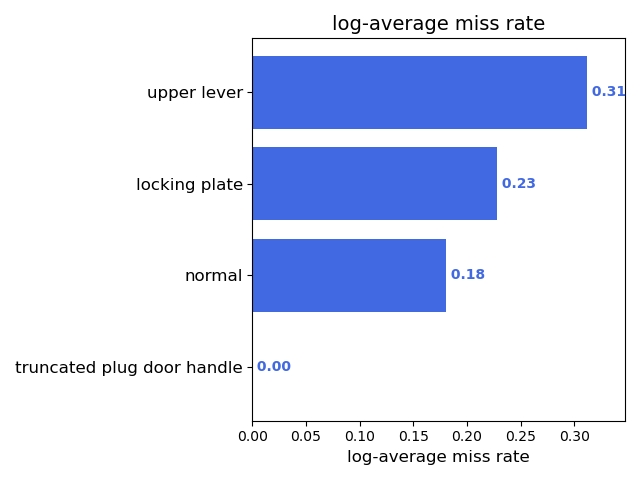 log-average miss rate
upper lever
0.31
locking plate
0.23
normal
0.18
truncated plug door handle
0.00
0.00 0.05 0.10 0.15 0.20 0.25 0.30
log-average miss rate